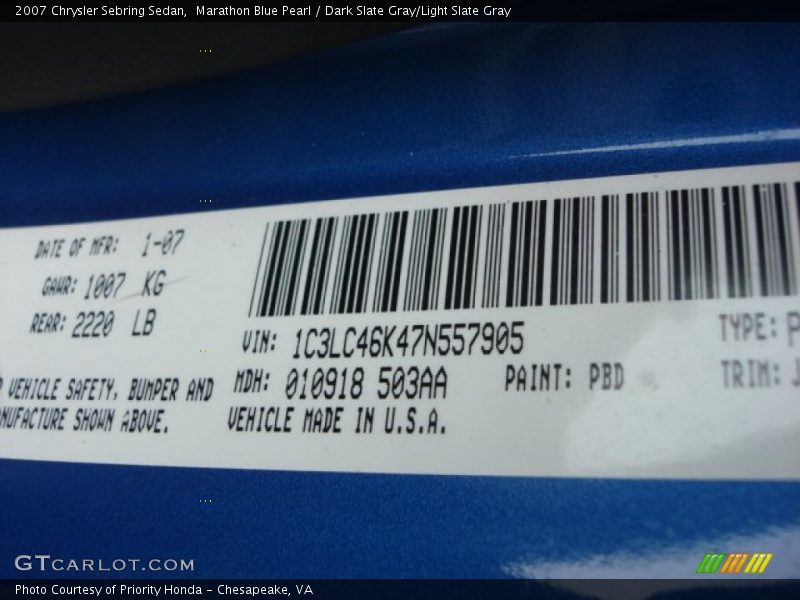 2007 Chrysler Sebring Sedan,  Marathon Blue Pearl / Dark Slate Gray/Light Slate Gray
DATE OF MFR: 1-07
GAWR: 1007 KG
REAR: 2220 LB
VIN: 1C3LC46K47N557905
TYPE: P
VEHICLE SAFETY, BUMPER AND
MDH: 010918 503AA
PAINT: PBD
TRIM:
SHOWN ABOVE.
VEHICLE MADE IN U.S.A.
GTCARLOT.COM
Photo Courtesy of Priority Honda - Chesapeake, VA